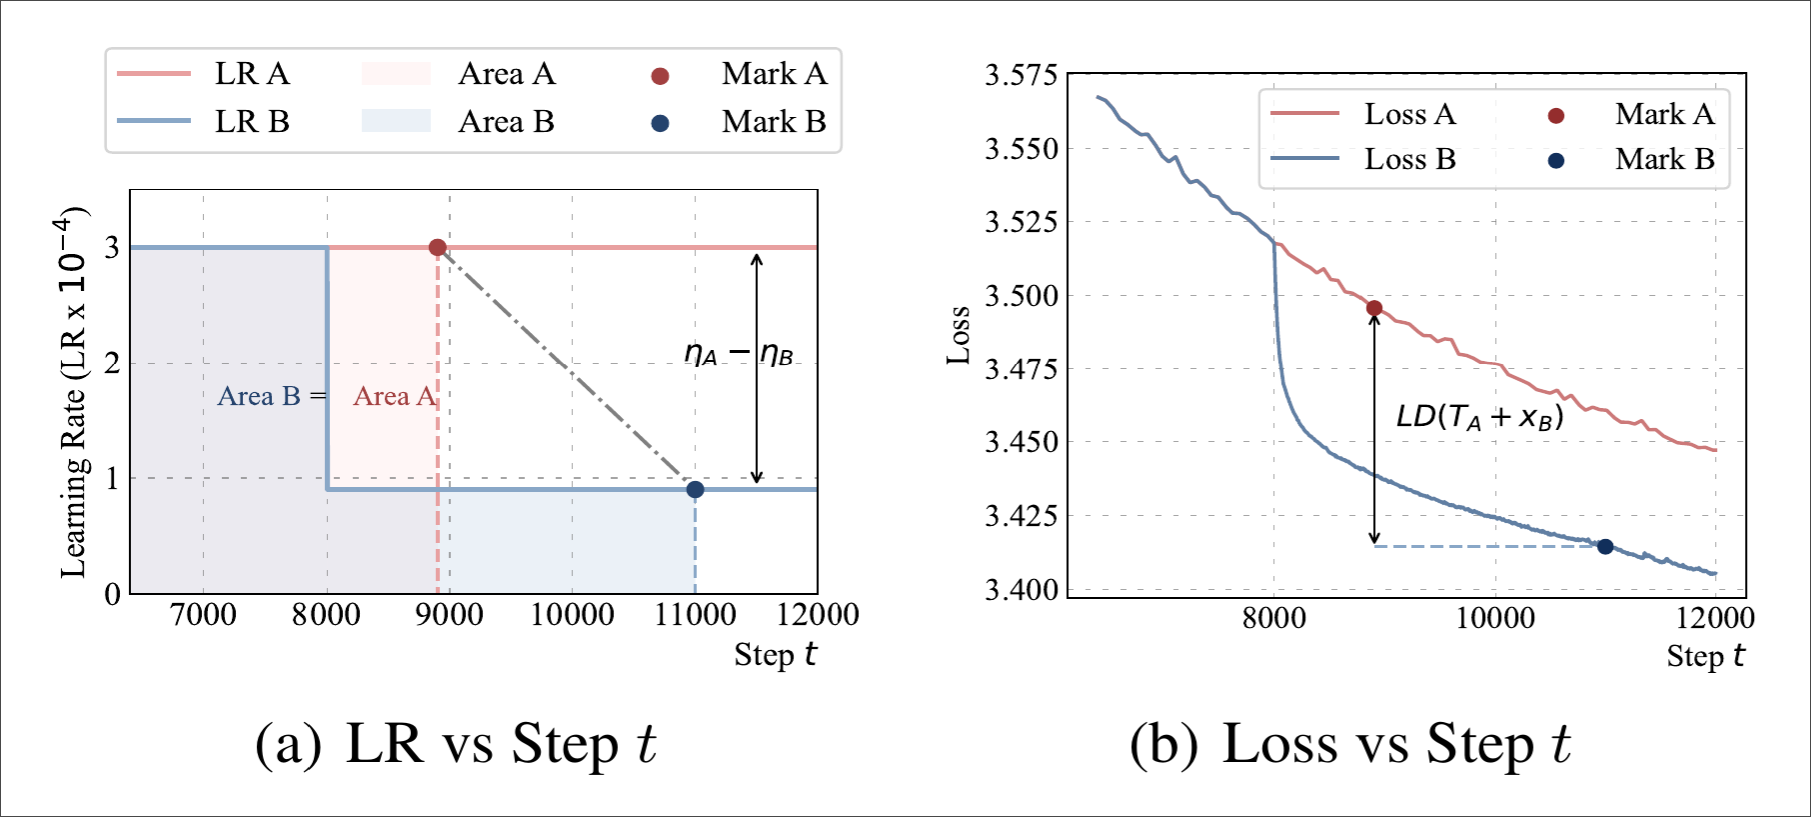 LR A
Area A
Mark A
LR B
Area B
Mark B
Learning Rate (LR x 10⁻⁴)
3
2
1
0
η_A − η_B
Area B = Area A
7000 8000 9000 10000 11000 12000
Step t
(a) LR vs Step t
Loss A
Mark A
Loss B
Mark B
Loss
3.575
3.550
3.525
3.500
3.475
3.450
3.425
3.400
LD(T_A + x_B)
8000 10000 12000
Step t
(b) Loss vs Step t